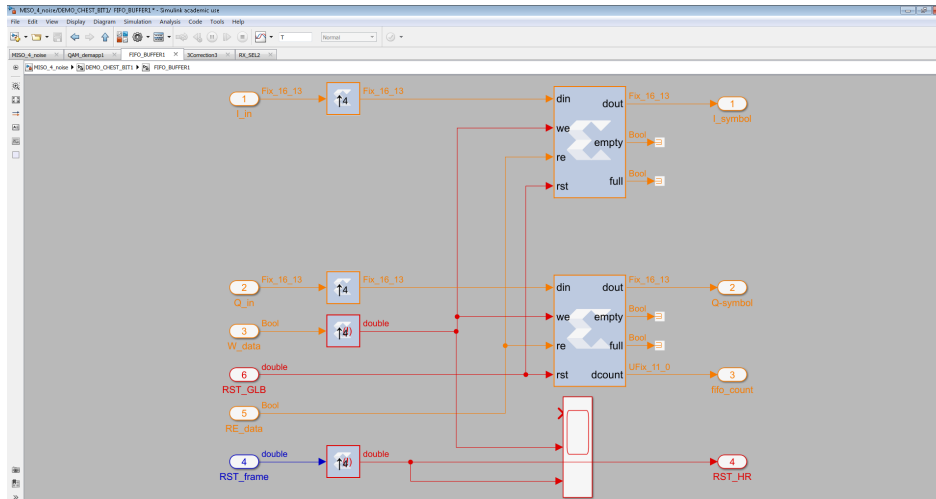 MISO_4_noise/DEMO_CHEST_BIT1/ FIFO_BUFFER1 * - Simulink academic use
File Edit View Display Diagram Simulation Analysis Code Tools Help
T Normal
MISO_4_noise QAM_demapp1 FIFO_BUFFER1 3Correction3 RX_SEL2
MISO_4_noise DEMO_CHEST_BIT1 FIFO_BUFFER1
1 Fix_16_13 ↑4 Fix_16_13 din dout Fix_16_13 1
I_in I_symbol
we empty Bool
re
rst full Bool
2 Fix_16_13 ↑4 Fix_16_13 din dout Fix_16_13 2
Q_in Q-symbol
we empty Bool
3 Bool ↑4 double
W_data
re full Bool
6 double rst dcount UFix_11_0 3
RST_GLB fifo_count
5 Bool
RE_data
4 double ↑4 double 4
RST_frame RST_HR